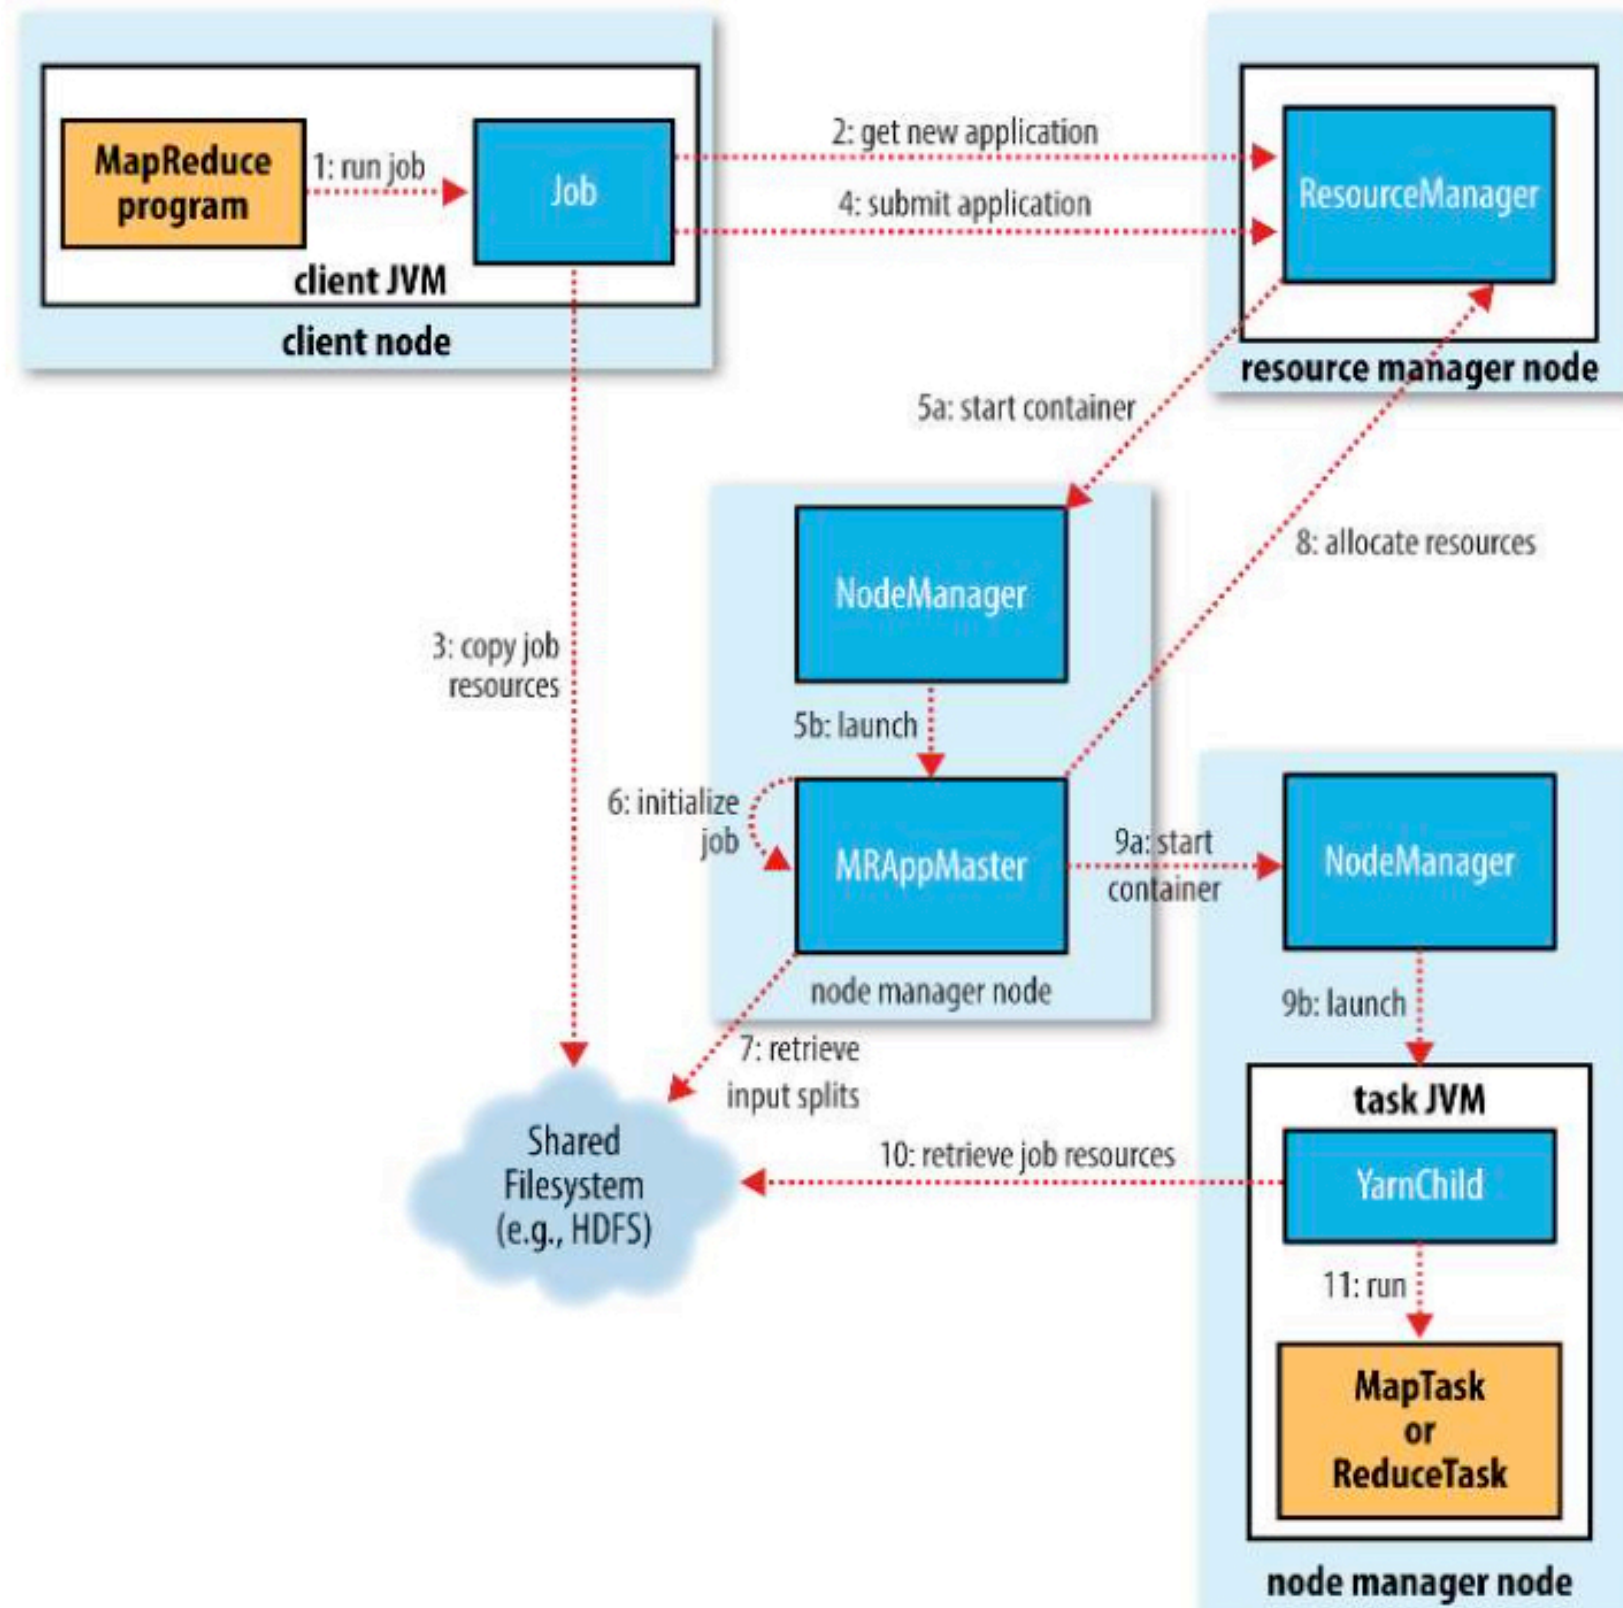 MapReduce
program
1: run job
Job
client JVM
client node
2: get new application
4: submit application
ResourceManager
resource manager node
5a: start container
8: allocate resources
3: copy job
resources
NodeManager
5b: launch
6: initialize
job
MRAppMaster
node manager node
9a: start
container
NodeManager
9b: launch
7: retrieve
input splits
Shared
Filesystem
(e.g., HDFS)
10: retrieve job resources
task JVM
YarnChild
11: run
MapTask
or
ReduceTask
node manager node